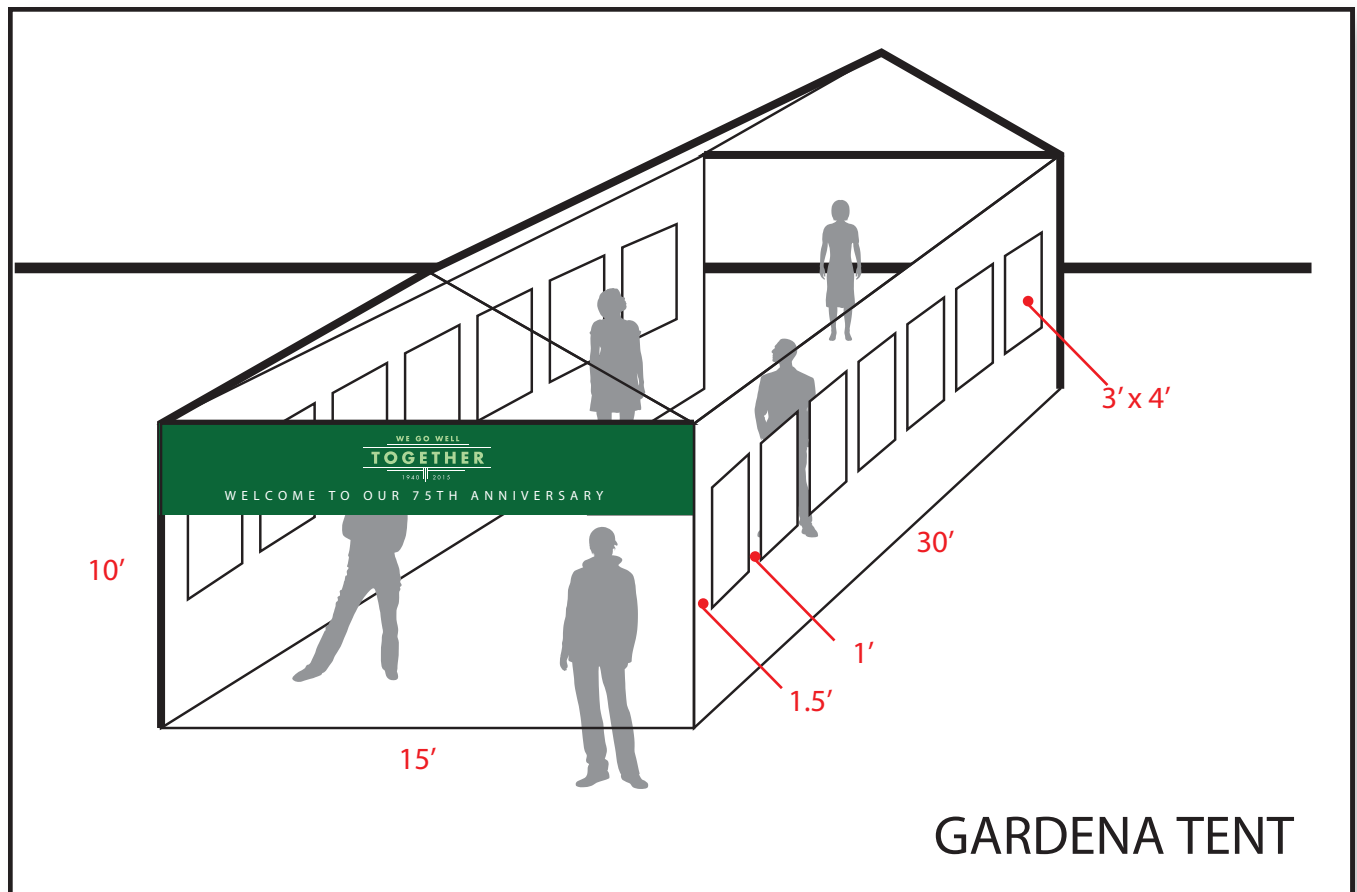 WE GO WELL
TOGETHER
1940 2015
WELCOME TO OUR 75TH ANNIVERSARY
3’ x 4’
10’
30’
1’
1.5’
15’
GARDENA TENT